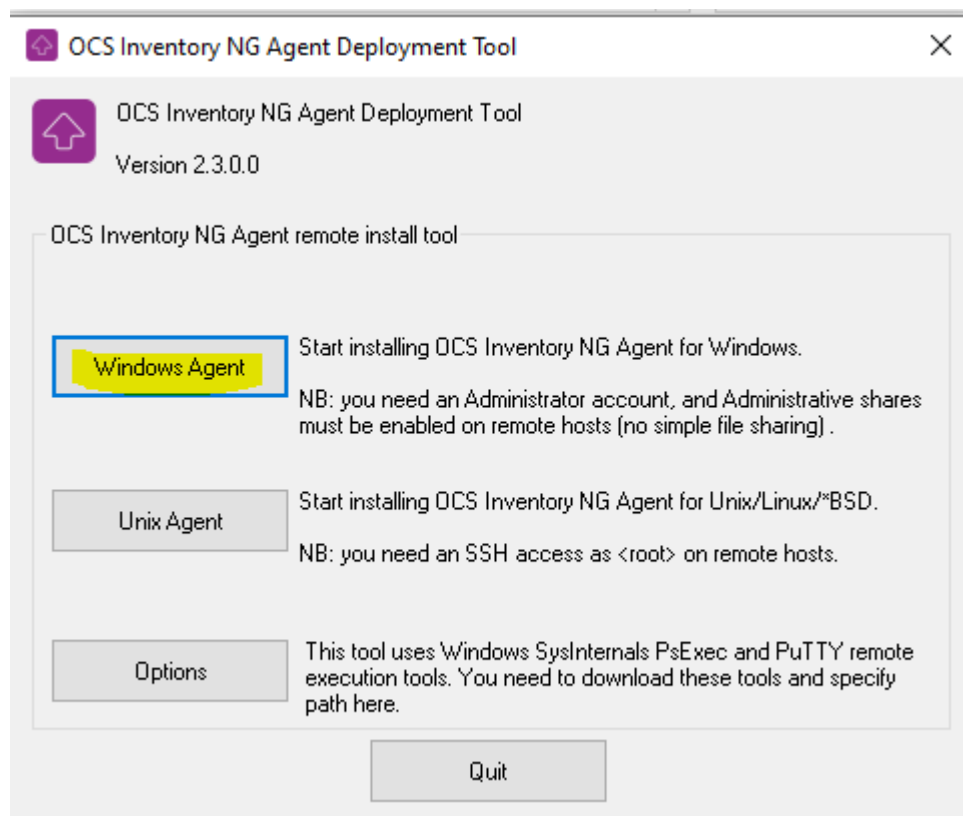 OCS Inventory NG Agent Deployment Tool
OCS Inventory NG Agent Deployment Tool
Version 2.3.0.0
OCS Inventory NG Agent remote install tool
Windows Agent
Start installing OCS Inventory NG Agent for Windows.
NB: you need an Administrator account, and Administrative shares
must be enabled on remote hosts (no simple file sharing) .
Unix Agent
Start installing OCS Inventory NG Agent for Unix/Linux/*BSD.
NB: you need an SSH access as <root> on remote hosts.
Options
This tool uses Windows SysInternals PsExec and PuTTY remote
execution tools. You need to download these tools and specify
path here.
Quit